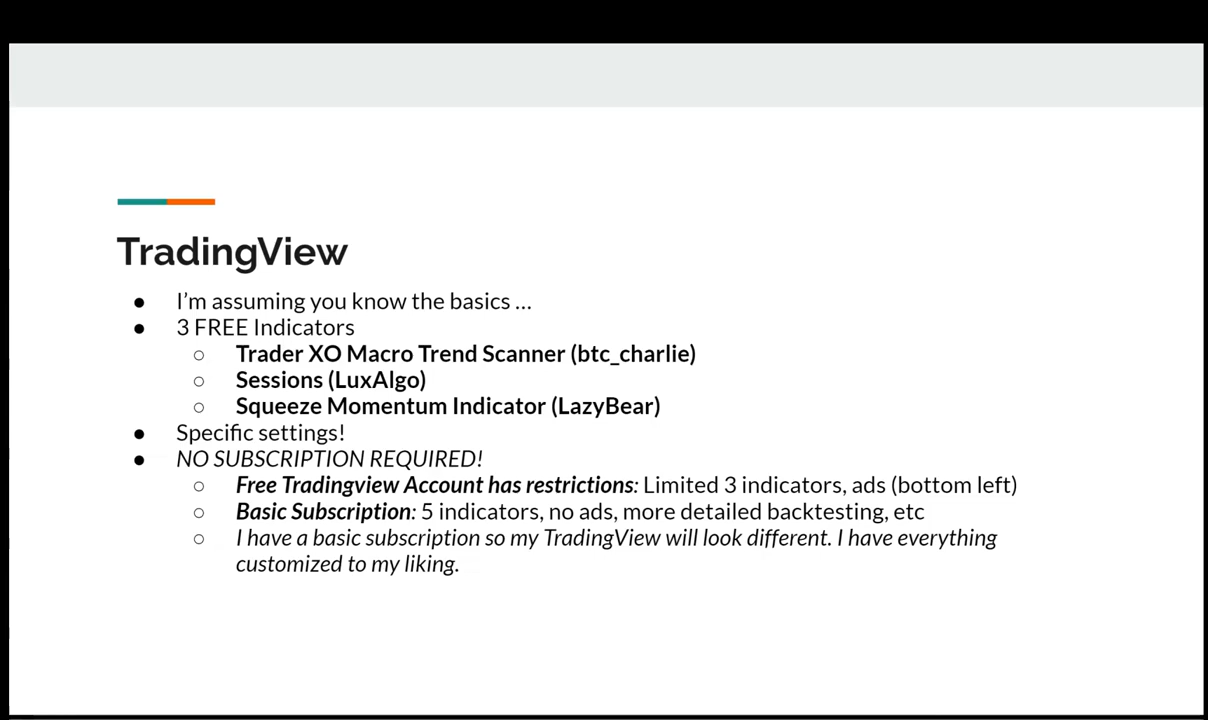 TradingView
● I’m assuming you know the basics …
● 3 FREE Indicators
○ Trader XO Macro Trend Scanner (btc_charlie)
○ Sessions (LuxAlgo)
○ Squeeze Momentum Indicator (LazyBear)
● Specific settings!
● NO SUBSCRIPTION REQUIRED!
○ Free Tradingview Account has restrictions: Limited 3 indicators, ads (bottom left)
○ Basic Subscription: 5 indicators, no ads, more detailed backtesting, etc
○ I have a basic subscription so my TradingView will look different. I have everything
customized to my liking.